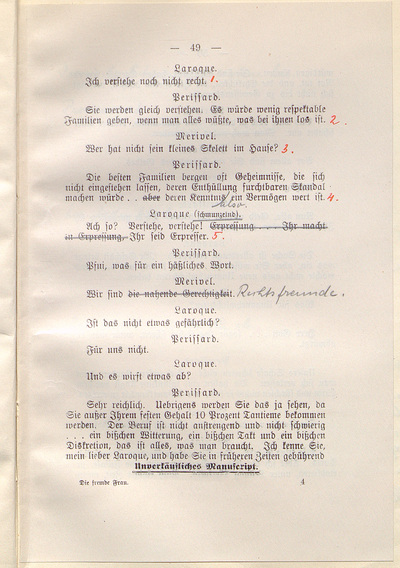 — 49 —
Laroque.
Ich verstehe noch nicht recht. 1.
Perissard.
Sie werden gleich verstehen. Es würde wenig respektable
Familien geben, wenn man alles wüßte, was bei ihnen los ist. 2.
Merivel.
Wer hat nicht sein kleines Skelett im Hause? 3.
Perissard.
Die besten Familien bergen oft Geheimnisse, die sich
nicht eingestehen lassen, deren Enthüllung furchtbaren Skandal
machen würde . . aber deren Kenntnis ein Vermögen wert ist. 4.
Laroque (schmunzelnd).
also
Ach so? Verstehe, verstehe! Erpressung . . . Ihr macht
in Erpressung. Ihr seid Erpresser. 5.
Perissard.
Pfui, was für ein häßliches Wort.
Merivel.
Wir sind die nahende Gerechtigkeit. Rechtsfreunde.
Laroque.
Ist das nicht etwas gefährlich?
Perissard.
Für uns nicht.
Laroque.
Und es wirft etwas ab?
Perissard.
Sehr reichlich. Uebrigens werden Sie das ja sehen, da
Sie außer Ihrem festen Gehalt 10 Prozent Tantieme bekommen
werden. Der Beruf ist nicht anstrengend und nicht schwierig
. . . ein bißchen Witterung, ein bißchen Takt und ein bißchen
Diskretion, das ist alles, was man braucht. Ich kenne Sie,
mein lieber Laroque, und habe Sie in früheren Zeiten gebührend
Unverkäufliches Manuscript.
Die fremde Frau. 4